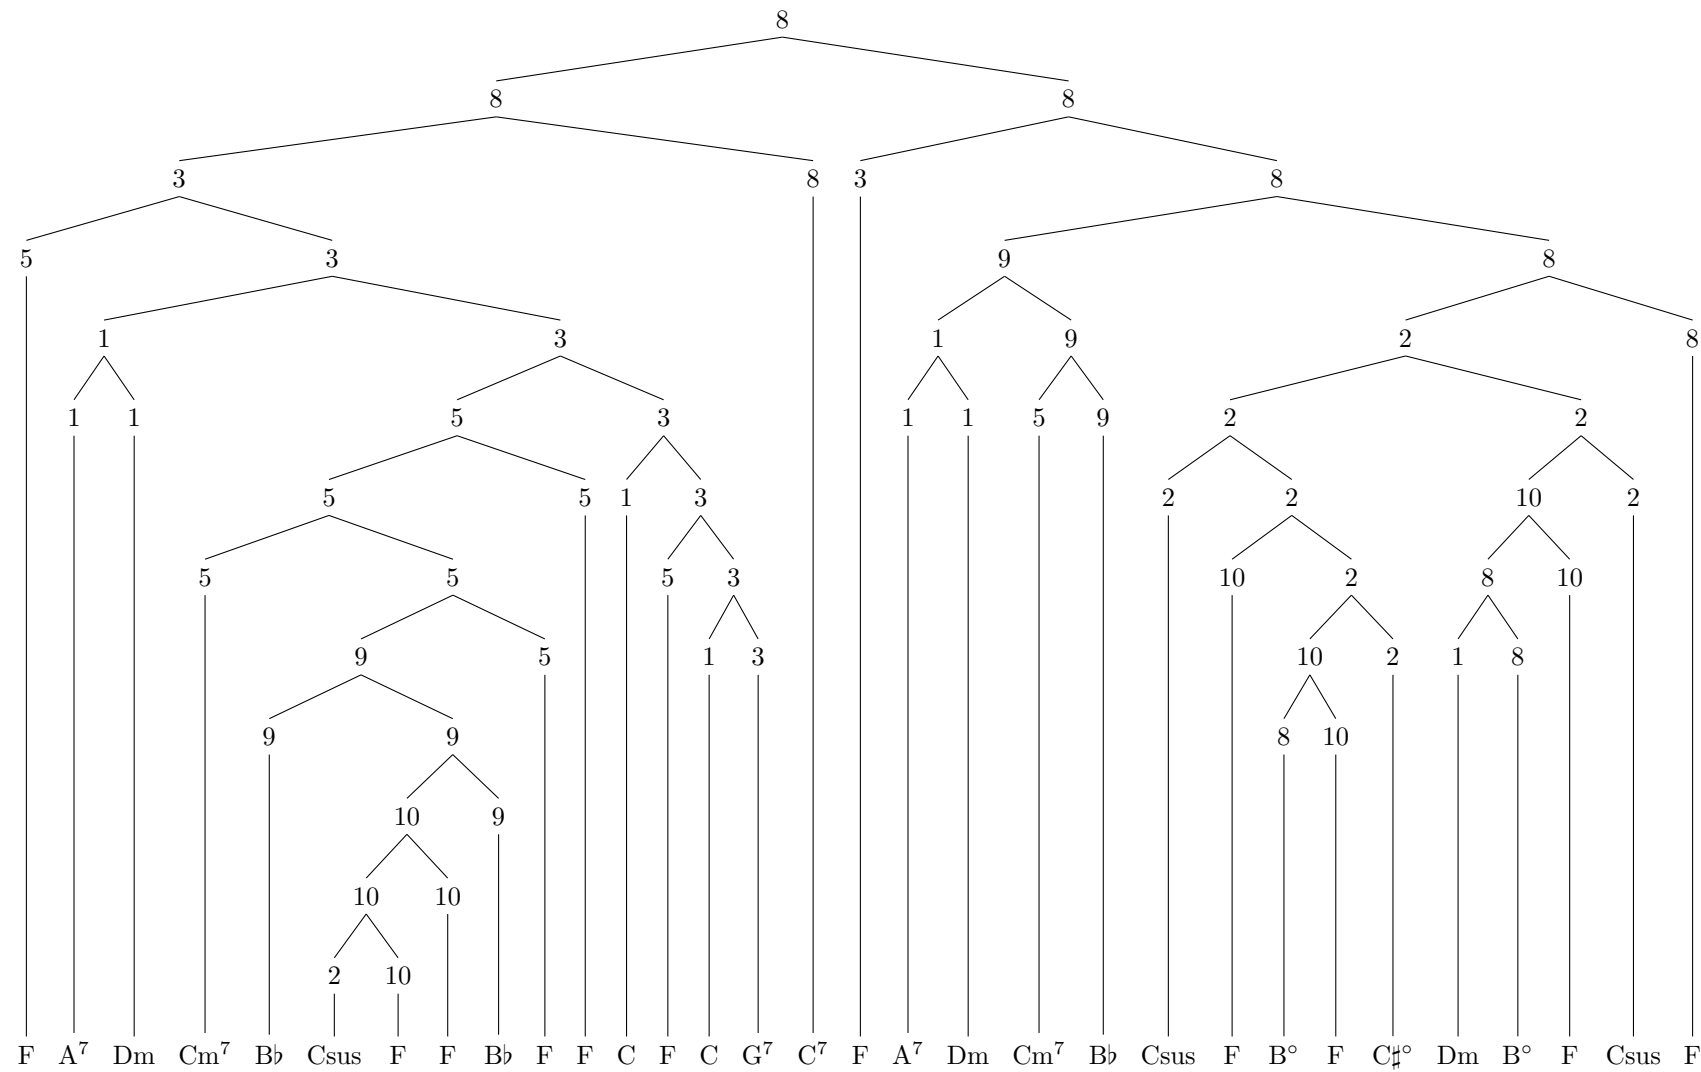 8
8 8
3 8 3 8
5 3 9 8
1 3 1 9 2 8
1 1 5 3 1 1 5 9 2 2
5 5 1 3 2 2 10 2
5 5 5 3 10 2 8 10
9 5 1 3 10 2 1 8
9 9 8 10
10 9
10 10
2 10
F A⁷ Dm Cm⁷ B♭ Csus F F B♭ F F C F C G⁷ C⁷ F A⁷ Dm Cm⁷ B♭ Csus F B° F C♯° Dm B° F Csus F